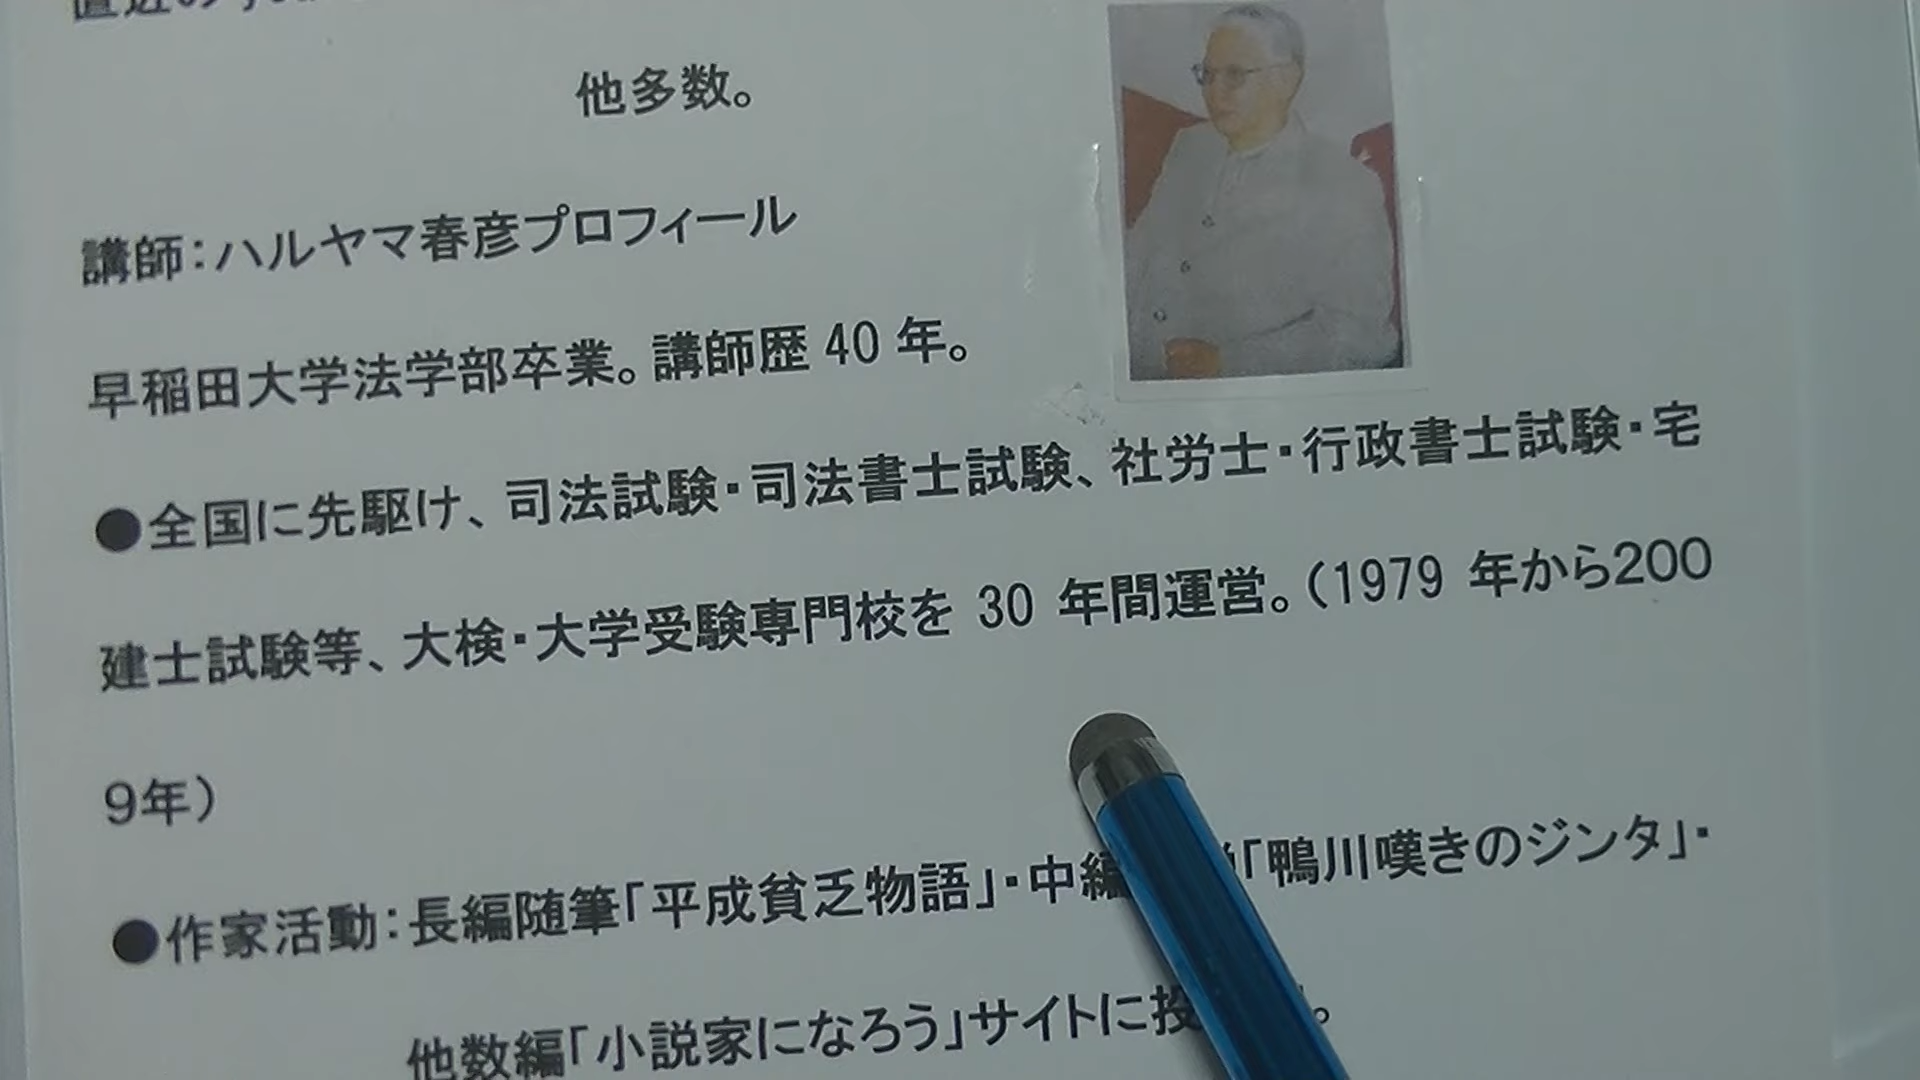 直近の
他多数。
講師：ハルヤマ春彦プロフィール
早稲田大学法学部卒業。講師歴 40 年。
●全国に先駆け、司法試験・司法書士試験、社労士・行政書士試験・宅
建士試験等、大検・大学受験専門校を 30 年間運営。（1979 年から２００
９年）
●作家活動：長編随筆「平成貧乏物語」・中編「鴨川嘆きのジンタ」・
他数編「小説家になろう」サイトに投。